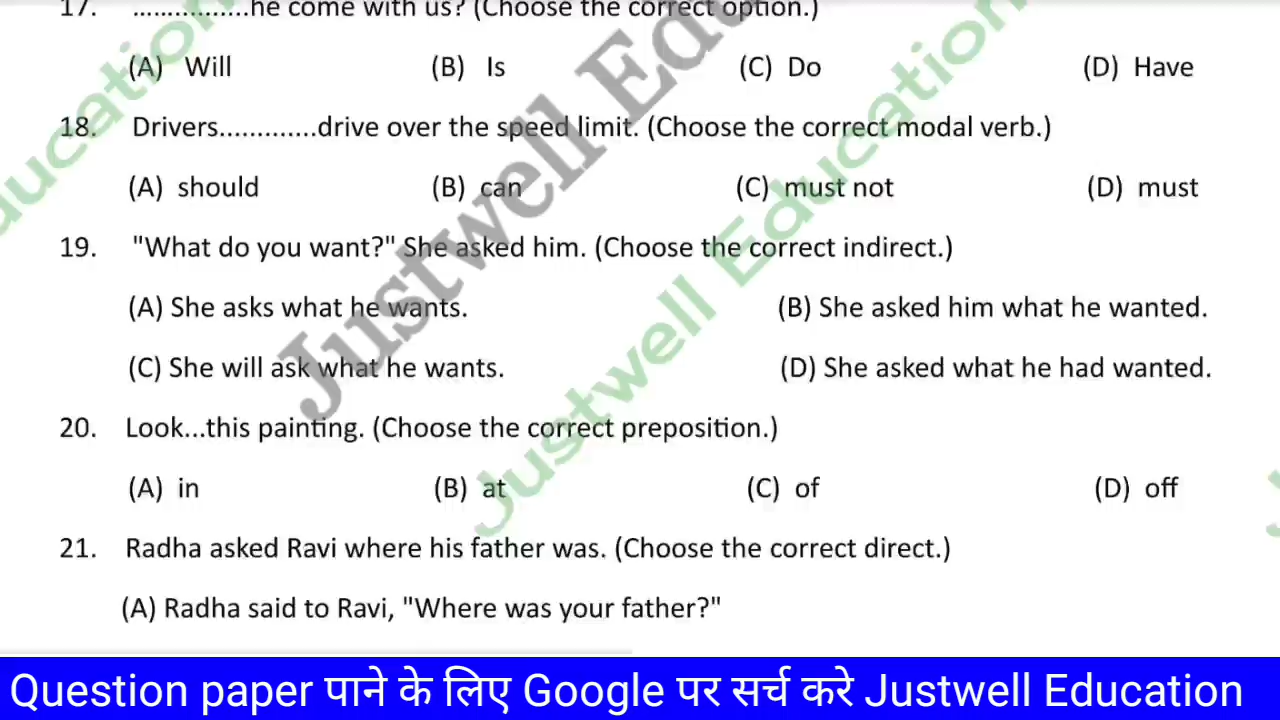 17. ...............he come with us? (Choose the correct option.)
(A) Will (B) Is (C) Do (D) Have
18. Drivers.............drive over the speed limit. (Choose the correct modal verb.)
(A) should (B) can (C) must not (D) must
19. "What do you want?" She asked him. (Choose the correct indirect.)
(A) She asks what he wants. (B) She asked him what he wanted.
(C) She will ask what he wants. (D) She asked what he had wanted.
20. Look...this painting. (Choose the correct preposition.)
(A) in (B) at (C) of (D) off
21. Radha asked Ravi where his father was. (Choose the correct direct.)
(A) Radha said to Ravi, "Where was your father?"
Justwell Edu
Justwell Education
ucation
Question paper पाने के लिए Google पर सर्च करे Justwell Education